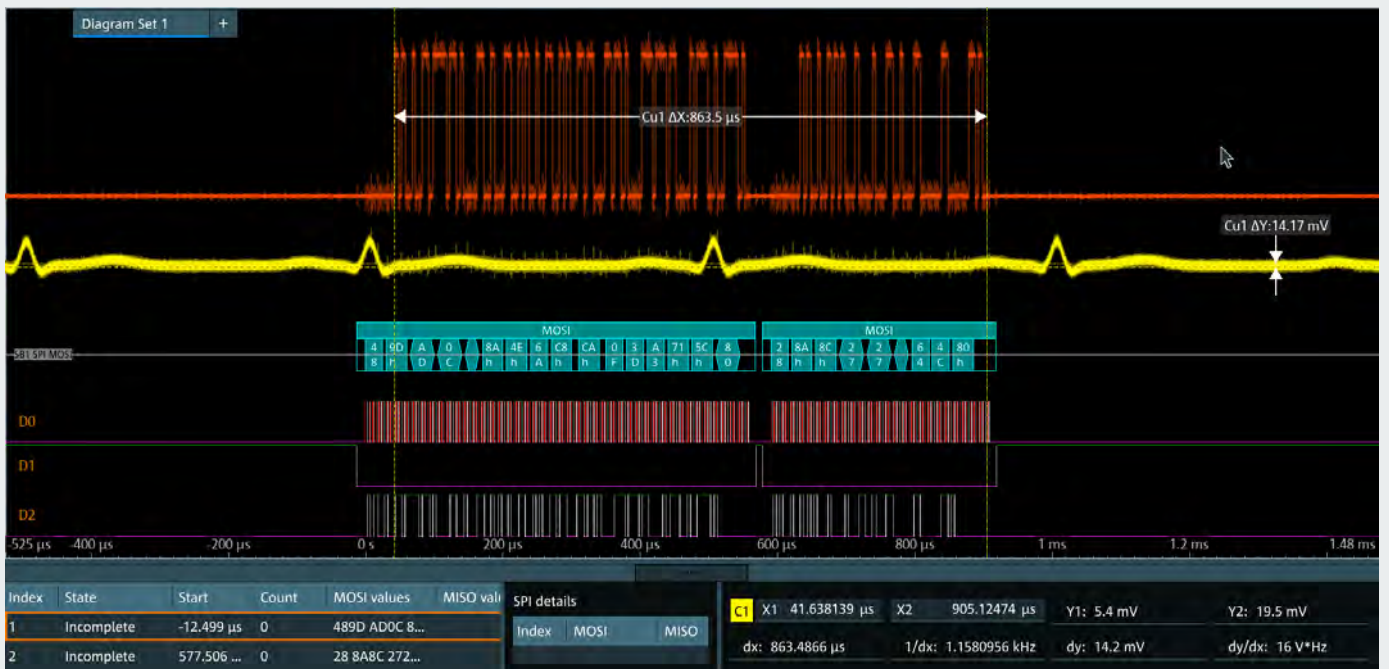 Diagram Set 1 +
Cu1 ΔX:863.5 µs
Cu1 ΔY:14.17 mV
MOSI MOSI
SB1 SPI MOSI
4 9D A 0 8A 4E 6 C8 CA 0 3 A 71 5C 8 2 8A 8C 2 2 6 4 80
8 h D C h h A h h F D 3 h h 0 8 h h 7 7 4 C h
D0
D1
D2
-525 µs -400 µs -200 µs 0 s 200 µs 400 µs 600 µs 800 µs 1 ms 1.2 ms 1.48 ms
Index State Start Count MOSI values MISO valu
1 Incomplete -12.499 µs 0 489D AD0C 8...
2 Incomplete 577.506 ... 0 28 8A8C 272...
SPI details
Index MOSI MISO
C1 X1 41.638139 µs X2 905.12474 µs Y1: 5.4 mV Y2: 19.5 mV
dx: 863.4866 µs 1/dx: 1.1580956 kHz dy: 14.2 mV dy/dx: 16 V*Hz